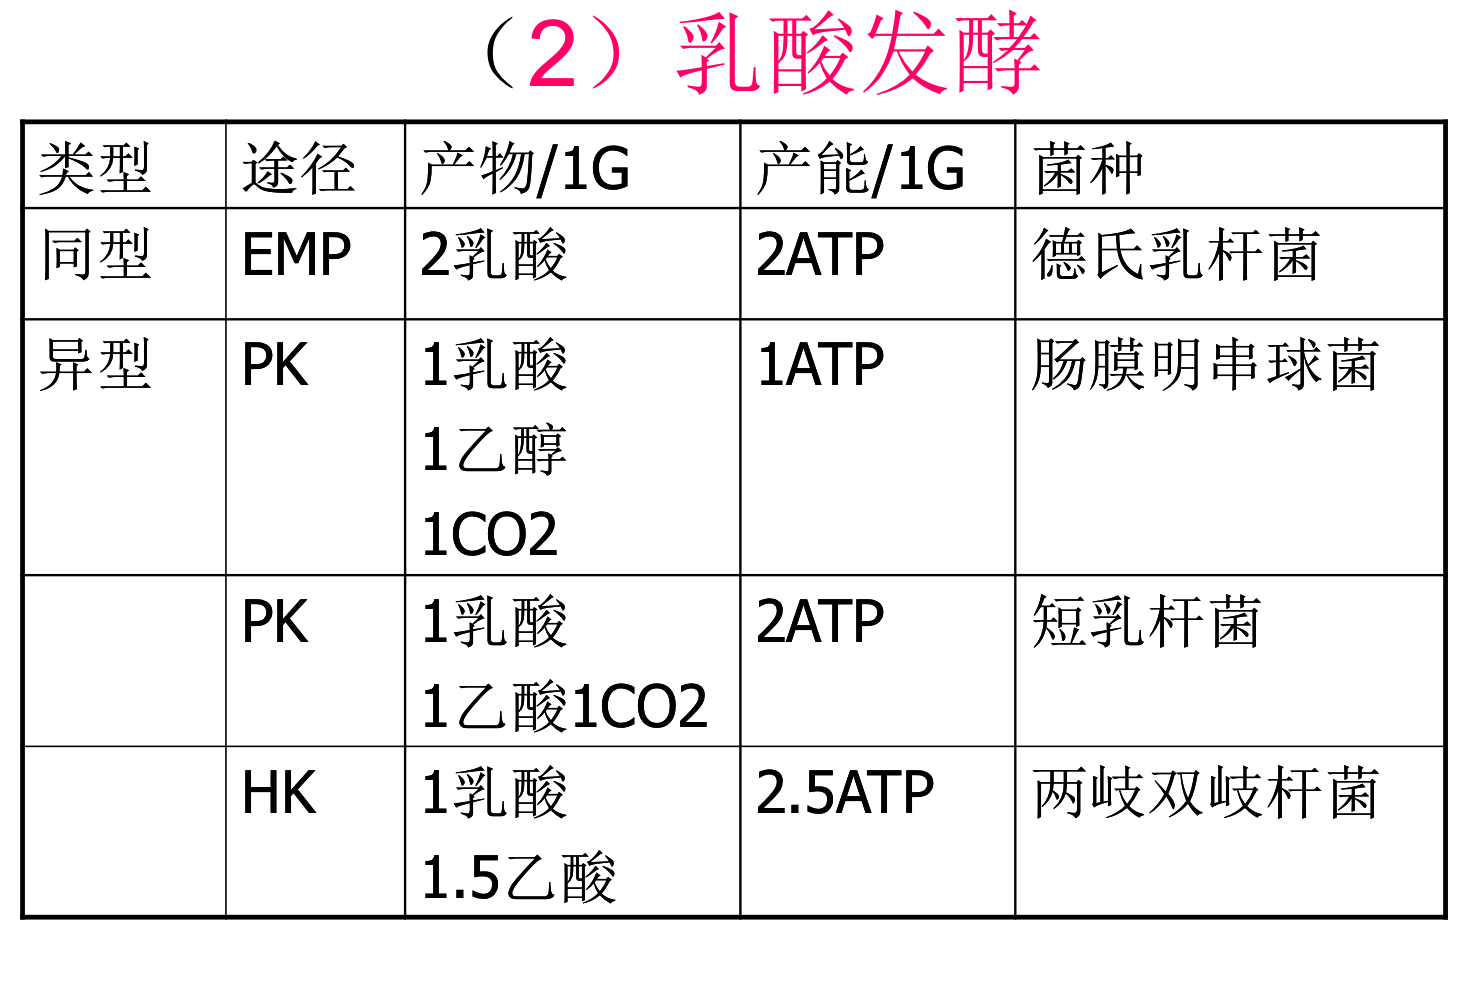 （2）乳酸发酵
类型 途径 产物/1G 产能/1G 菌种
同型 EMP 2乳酸 2ATP 德氏乳杆菌
异型 PK 1乳酸 1ATP 肠膜明串球菌
1乙醇
1CO2
PK 1乳酸 2ATP 短乳杆菌
1乙酸1CO2
HK 1乳酸 2.5ATP 两岐双岐杆菌
1.5乙酸